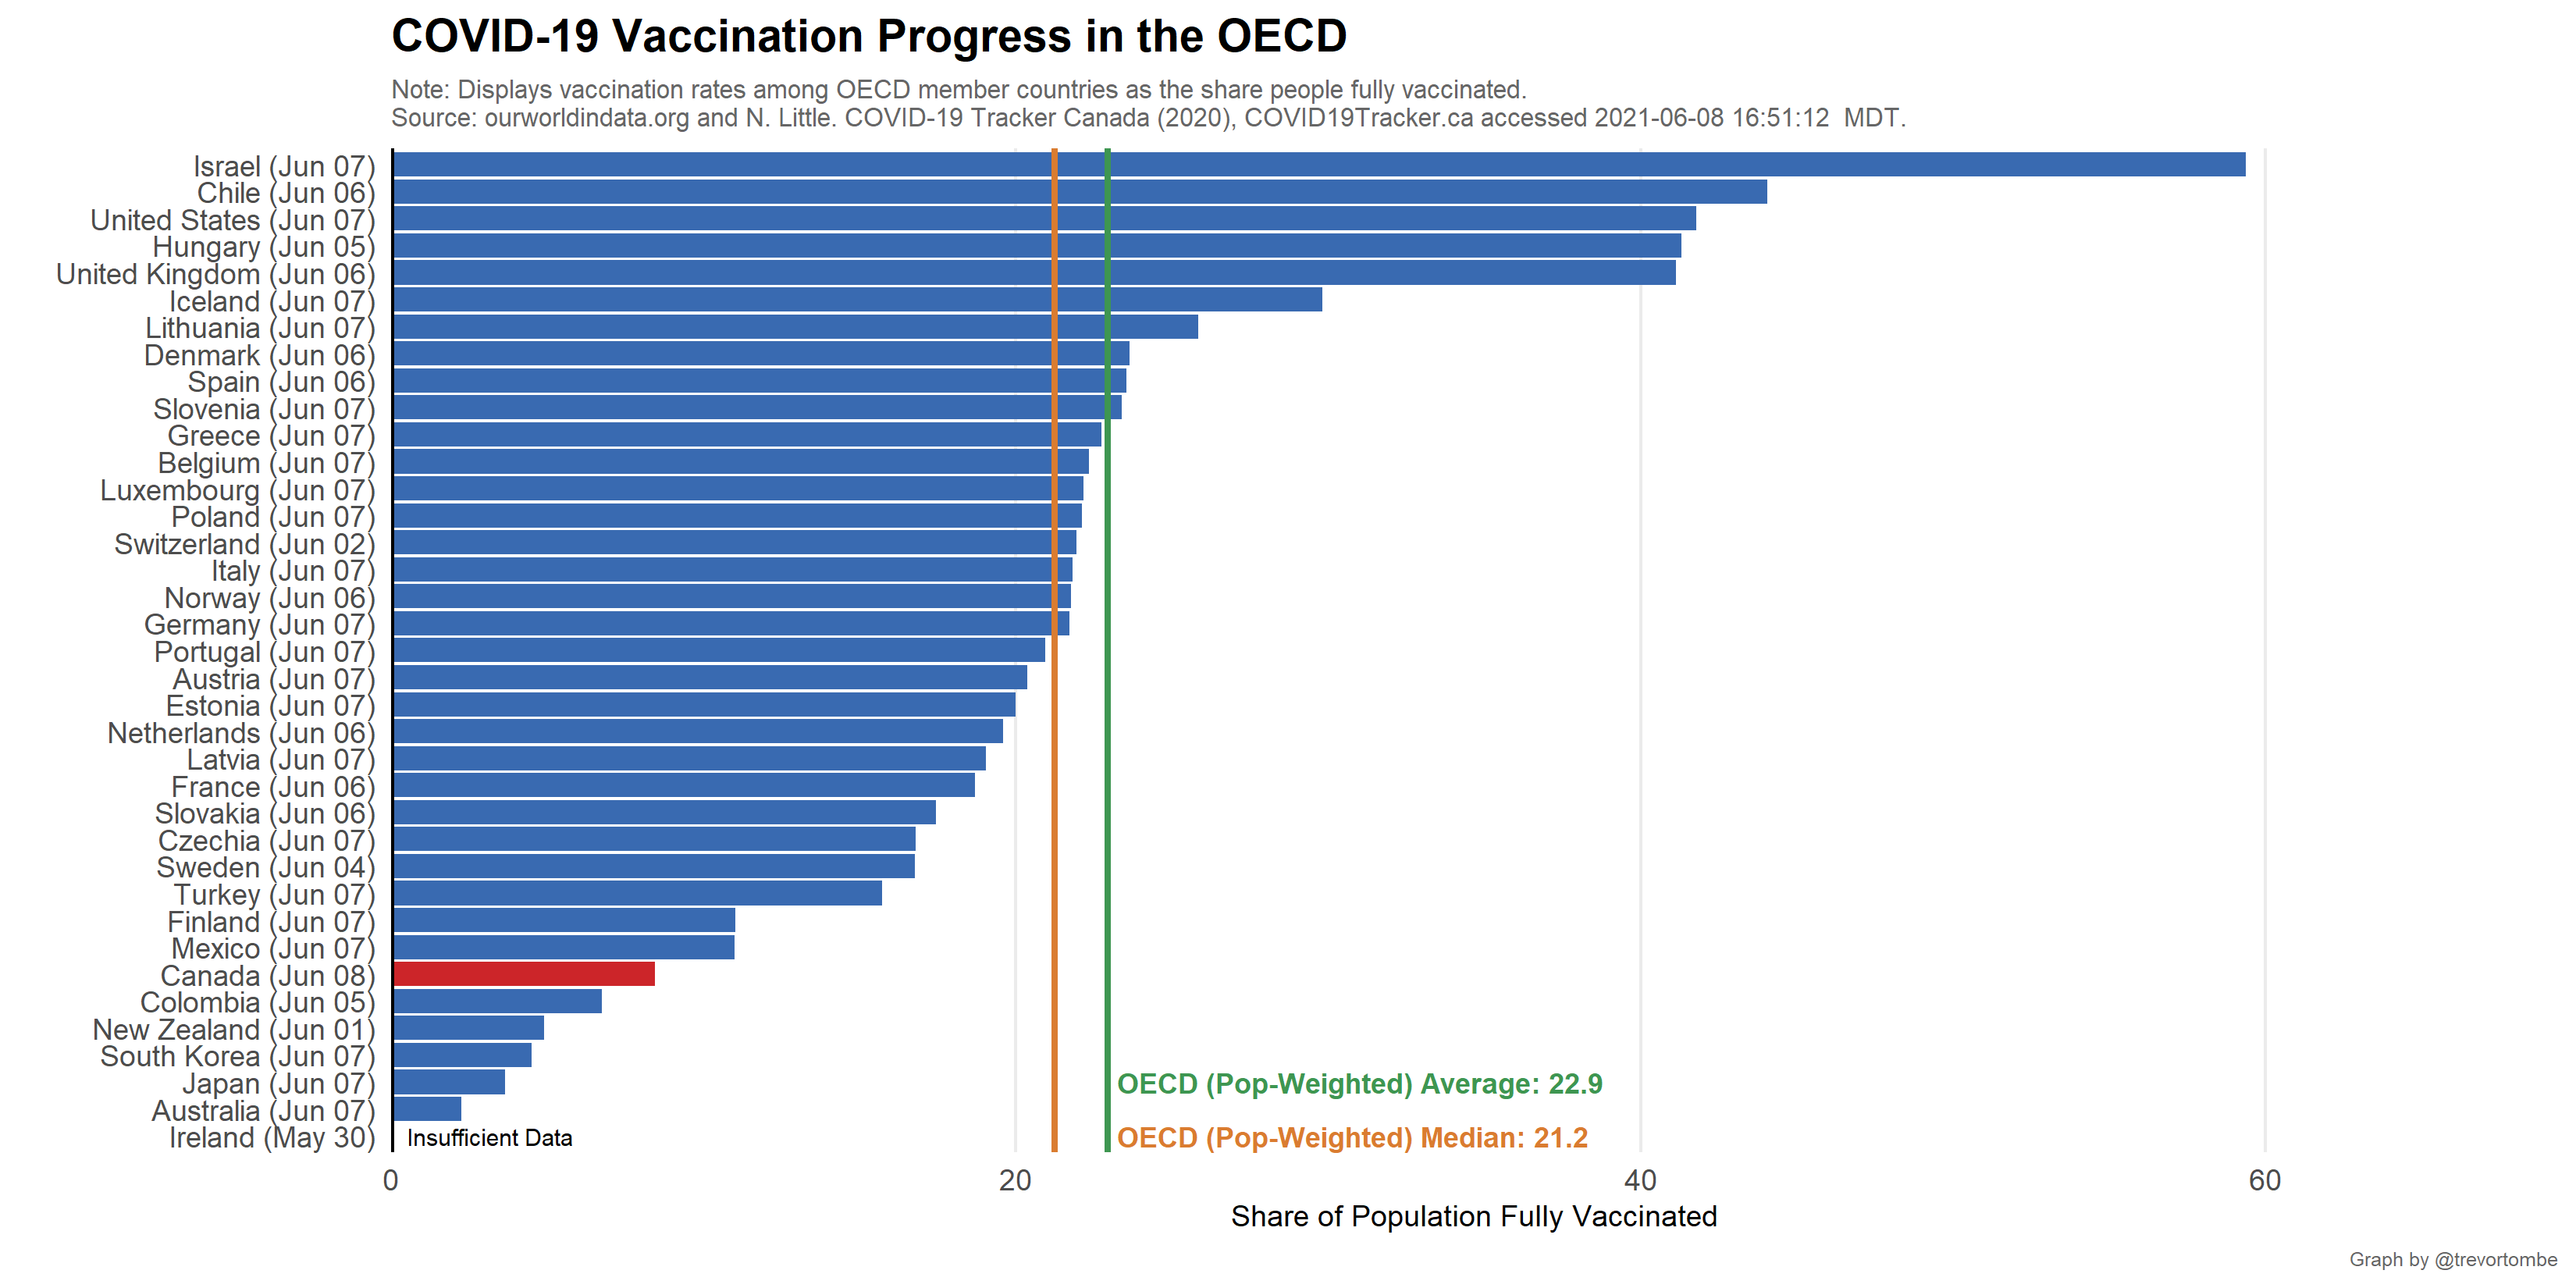 COVID-19 Vaccination Progress in the OECD
Note: Displays vaccination rates among OECD member countries as the share people fully vaccinated.
Source: ourworldindata.org and N. Little. COVID-19 Tracker Canada (2020), COVID19Tracker.ca accessed 2021-06-08 16:51:12  MDT.
Israel (Jun 07)
Chile (Jun 06)
United States (Jun 07)
Hungary (Jun 05)
United Kingdom (Jun 06)
Iceland (Jun 07)
Lithuania (Jun 07)
Denmark (Jun 06)
Spain (Jun 06)
Slovenia (Jun 07)
Greece (Jun 07)
Belgium (Jun 07)
Luxembourg (Jun 07)
Poland (Jun 07)
Switzerland (Jun 02)
Italy (Jun 07)
Norway (Jun 06)
Germany (Jun 07)
Portugal (Jun 07)
Austria (Jun 07)
Estonia (Jun 07)
Netherlands (Jun 06)
Latvia (Jun 07)
France (Jun 06)
Slovakia (Jun 06)
Czechia (Jun 07)
Sweden (Jun 04)
Turkey (Jun 07)
Finland (Jun 07)
Mexico (Jun 07)
Canada (Jun 08)
Colombia (Jun 05)
New Zealand (Jun 01)
South Korea (Jun 07)
Japan (Jun 07) OECD (Pop-Weighted) Average: 22.9
Australia (Jun 07)
Ireland (May 30) Insufficient Data OECD (Pop-Weighted) Median: 21.2
0 20 40 60
Share of Population Fully Vaccinated
Graph by @trevortombe